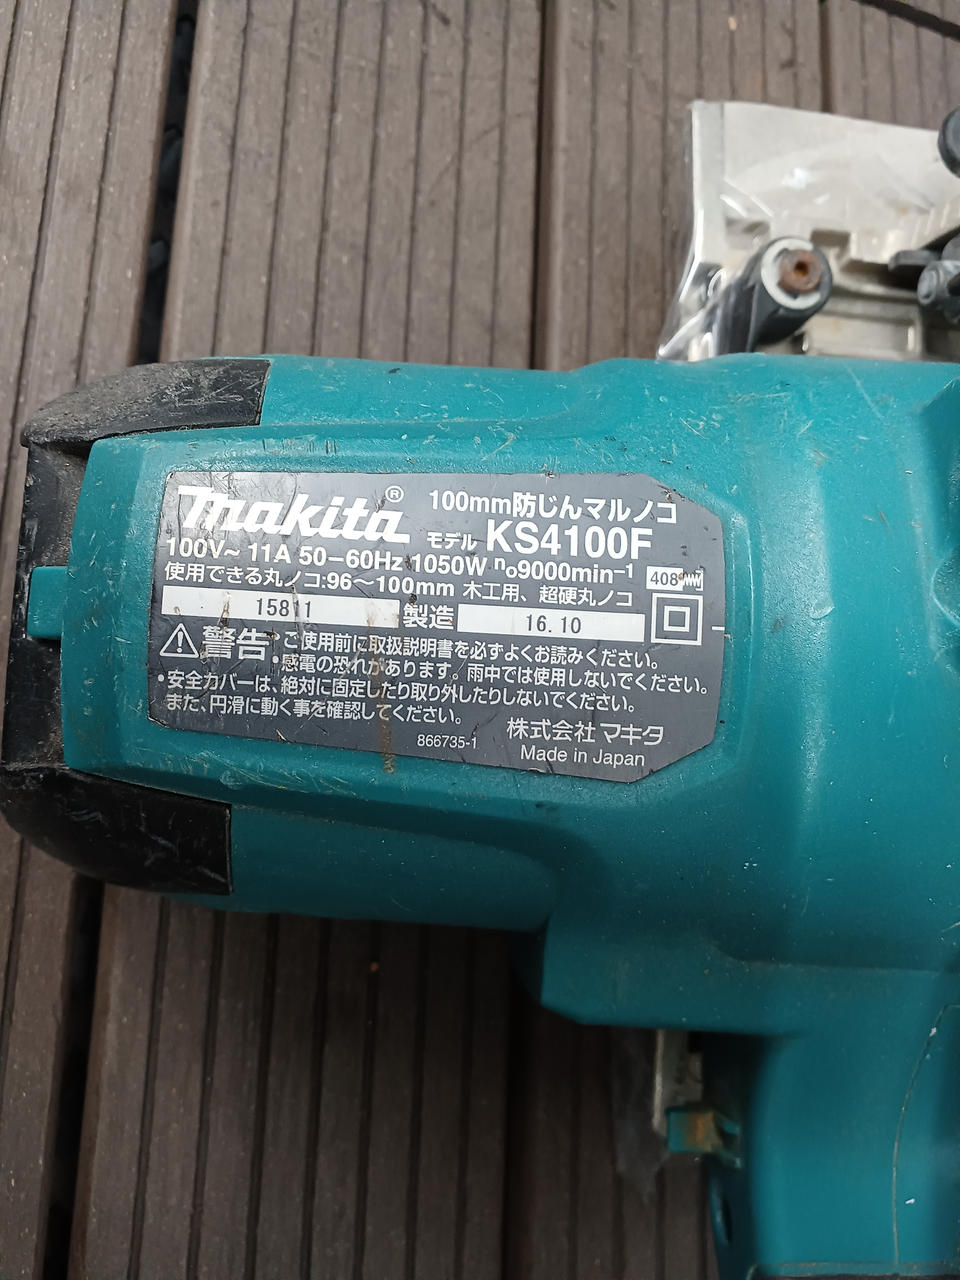 makita® 100mm防じんマルノコ
モデル KS4100F
100V~ 11A 50-60Hz 1050W n₀9000min⁻¹
使用できる丸ノコ:96～100mm 木工用、超硬丸ノコ
15811 製造 16.10
⚠警告・ご使用前に取扱説明書を必ずよくお読みください。
・感電の恐れがあります。雨中では使用しないでください。
・安全カバーは、絶対に固定したり取り外したりしないでください。
また、円滑に動く事を確認してください。
866735-1 株式会社 マキタ
Made in Japan